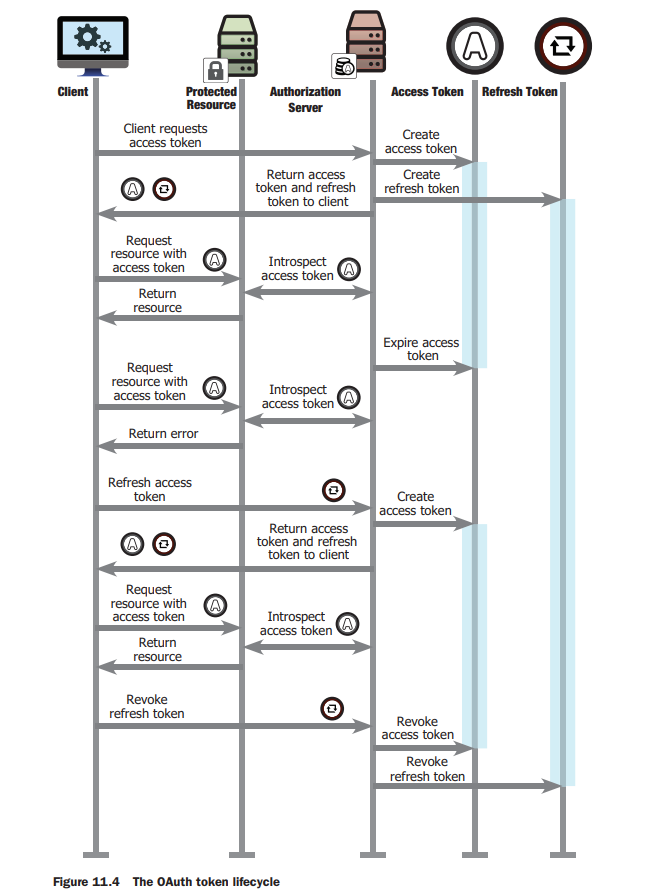 Client
Protected
Resource
Authorization
Server
Access Token
Refresh Token
Client requests
access token
Create
access token
Create
refresh token
Return access
token and refresh
token to client
Request
resource with
access token
Introspect
access token
Return
resource
Expire access
token
Request
resource with
access token
Introspect
access token
Return error
Refresh access
token
Create
access token
Return access
token and refresh
token to client
Request
resource with
access token
Introspect
access token
Return
resource
Revoke
refresh token
Revoke
access token
Revoke
refresh token
Figure 11.4 The OAuth token lifecycle